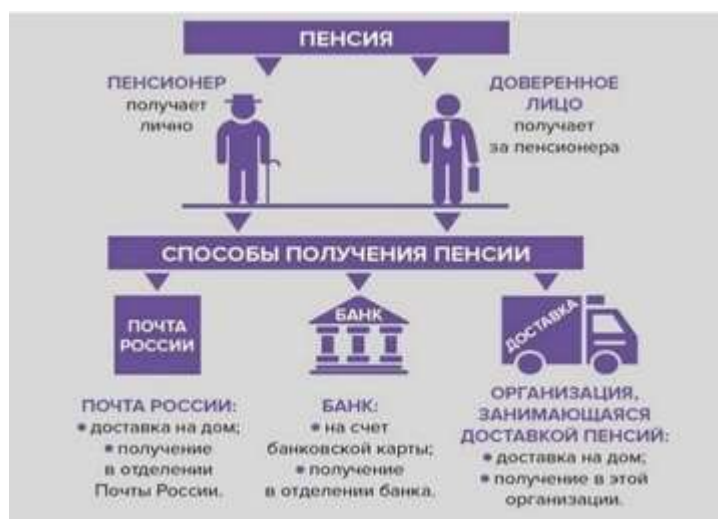 ПЕНСИЯ
ПЕНСИОНЕР
получает
лично
ДОВЕРЕННОЕ
ЛИЦО
получает
за пенсионера
СПОСОБЫ ПОЛУЧЕНИЯ ПЕНСИИ
ПОЧТА
РОССИИ
БАНК
ДОСТАВКА
ПОЧТА РОССИИ:
• доставка на дом;
• получение
в отделении
Почты России.
БАНК:
• на счет
банковской карты;
• получение
в отделении банка.
ОРГАНИЗАЦИЯ,
ЗАНИМАЮЩАЯСЯ
ДОСТАВКОЙ ПЕНСИЙ:
• доставка на дом;
• получение в этой
организации.